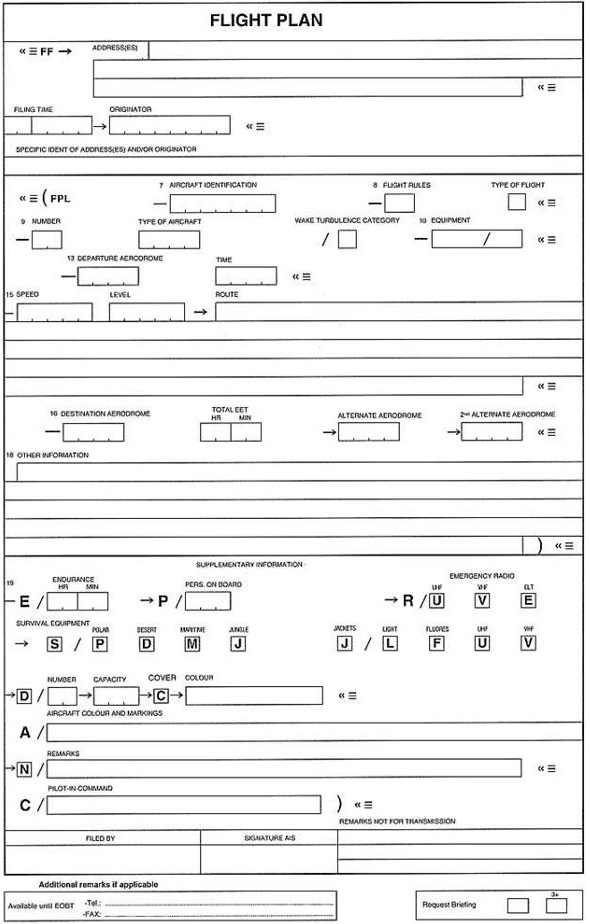 FLIGHT PLAN
«≡ FF → ADDRESS(ES)
«≡
FILING TIME ORIGINATOR
→ «≡
SPECIFIC IDENT OF ADDRESS(ES) AND/OR ORIGINATOR
«≡ (FPL 7 AIRCRAFT IDENTIFICATION 8 FLIGHT RULES TYPE OF FLIGHT
— — «≡
9 NUMBER TYPE OF AIRCRAFT WAKE TURBULENCE CATEGORY 10 EQUIPMENT
— / — / «≡
13 DEPARTURE AERODROME TIME
— «≡
15 SPEED LEVEL ROUTE
— →
«≡
16 DESTINATION AERODROME TOTAL EET ALTERNATE AERODROME 2ND ALTERNATE AERODROME
HR MIN
— → → «≡
18 OTHER INFORMATION
) «≡
SUPPLEMENTARY INFORMATION
19 ENDURANCE PERS. ON BOARD EMERGENCY RADIO
HR MIN UHF VHF ELT
— E / → P / → R / U V E
SURVIVAL EQUIPMENT POLAR DESERT MARITIME JUNGLE JACKETS LIGHT FLUORES UHF VHF
→ S / P D M J J / L F U V
NUMBER CAPACITY COVER COLOUR
→ D / → → C → «≡
AIRCRAFT COLOUR AND MARKINGS
A /
REMARKS
→ N / «≡
PILOT-IN COMMAND
C / ) «≡
REMARKS NOT FOR TRANSMISSION
FILED BY SIGNATURE AIS
Additional remarks if applicable
Available until EOBT -Tel.:
-FAX:
Request Briefing 3+